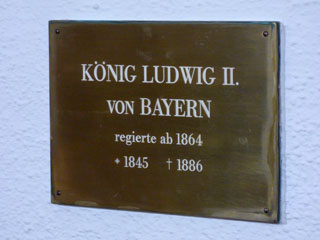 KÖNIG LUDWIG II.
VON BAYERN
regierte ab 1864
* 1845 † 1886